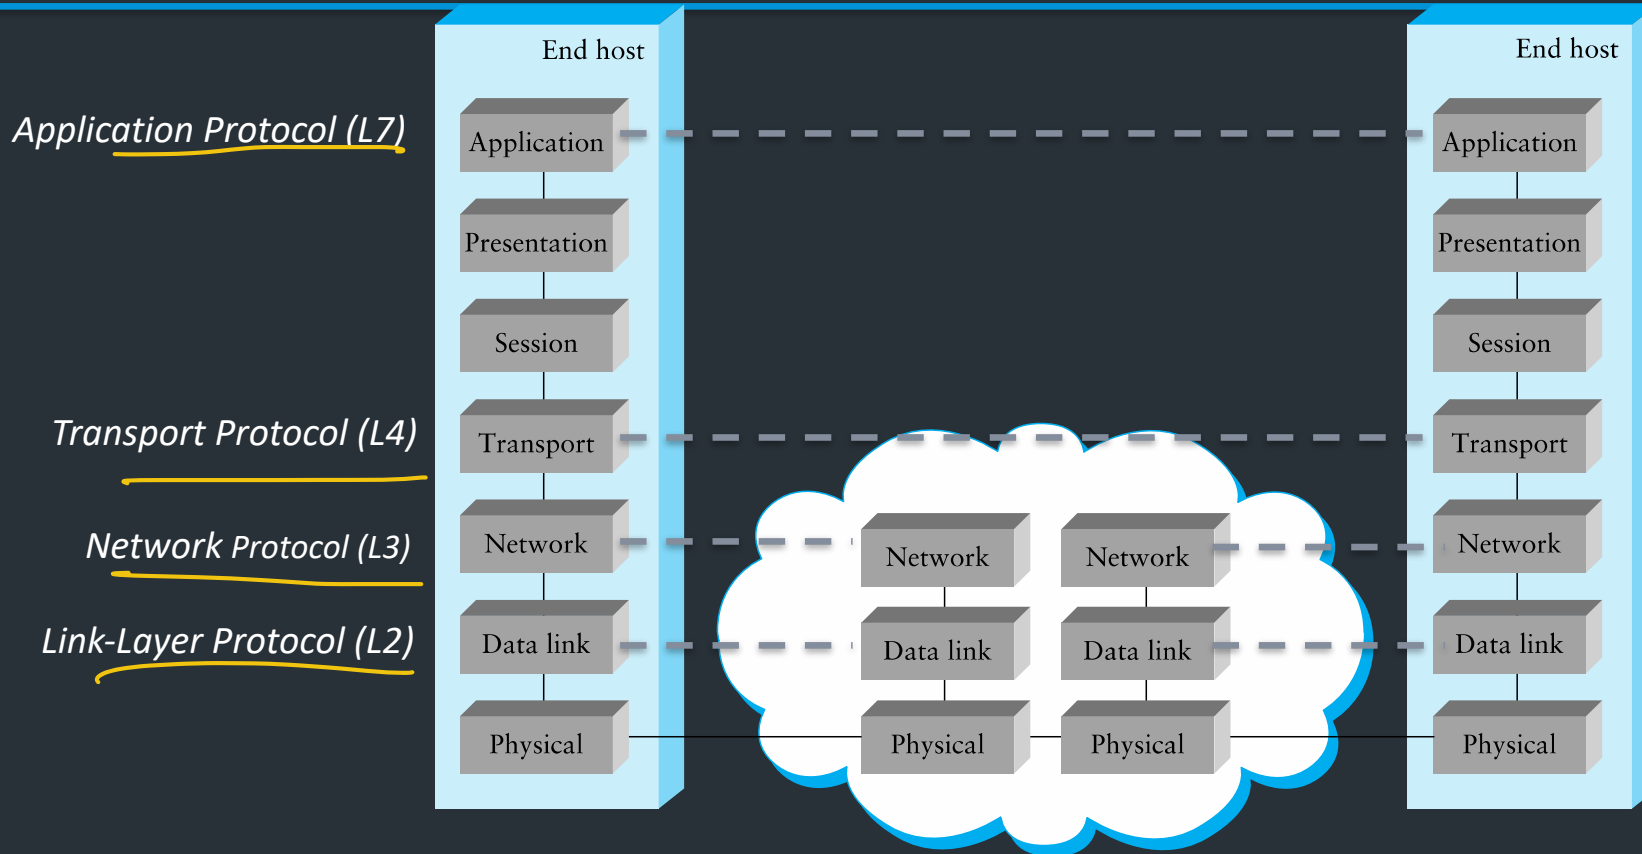 End host
End host
Application Protocol (L7)
Application
Application
Presentation
Presentation
Session
Session
Transport Protocol (L4)
Transport
Transport
Network Protocol (L3)
Network
Network
Network
Network
Link-Layer Protocol (L2)
Data link
Data link
Data link
Data link
Physical
Physical
Physical
Physical